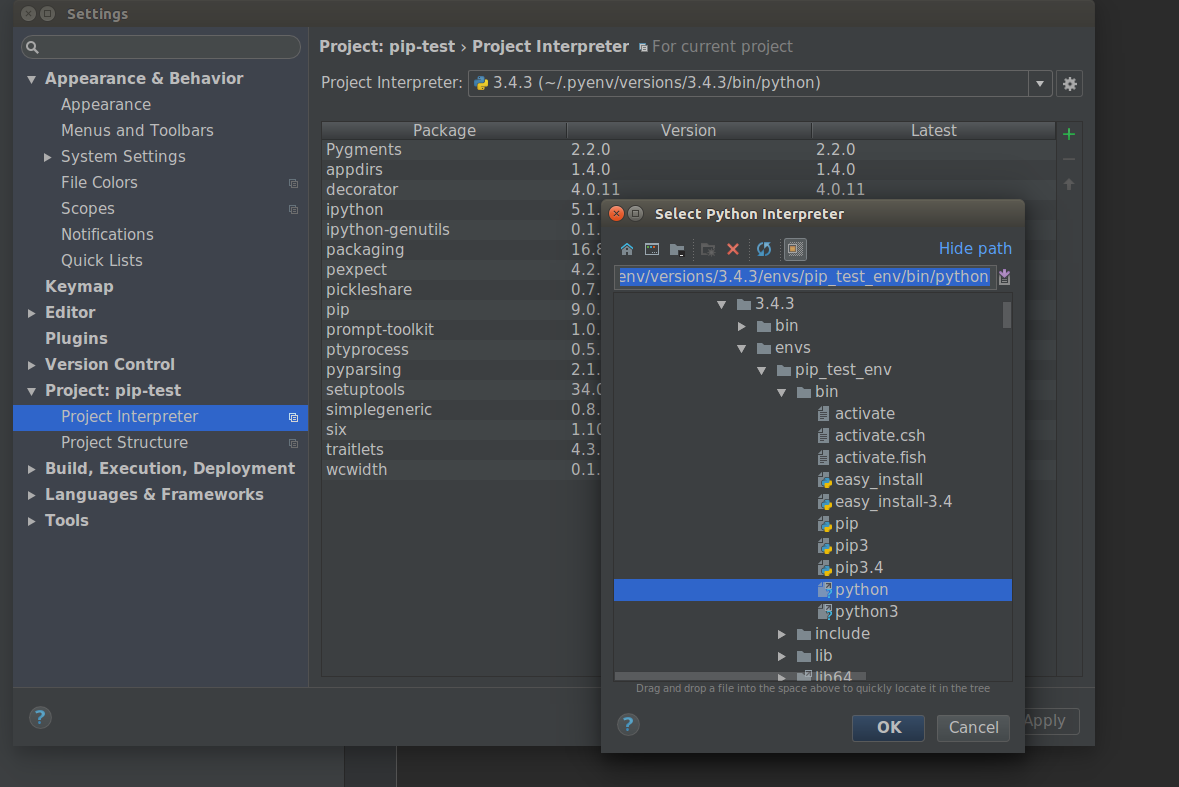 Settings
Appearance & Behavior
Appearance
Menus and Toolbars
System Settings
File Colors
Scopes
Notifications
Quick Lists
Keymap
Editor
Plugins
Version Control
Project: pip-test
Project Interpreter
Project Structure
Build, Execution, Deployment
Languages & Frameworks
Tools
Project: pip-test › Project Interpreter For current project
Project Interpreter: 3.4.3 (~/.pyenv/versions/3.4.3/bin/python)
Package Version Latest
Pygments 2.2.0 2.2.0
appdirs 1.4.0 1.4.0
decorator 4.0.11 4.0.11
ipython 5.1.
ipython-genutils 0.1.
packaging 16.8
pexpect 4.2.
pickleshare 0.7.
pip 9.0.
prompt-toolkit 1.0.
ptyprocess 0.5.
pyparsing 2.1.
setuptools 34.0
simplegeneric 0.8.
six 1.10
traitlets 4.3.
wcwidth 0.1.
Apply
Select Python Interpreter
Hide path
env/versions/3.4.3/envs/pip_test_env/bin/python
3.4.3
bin
envs
pip_test_env
bin
activate
activate.csh
activate.fish
easy_install
easy_install-3.4
pip
pip3
pip3.4
python
python3
include
lib
lib64
Drag and drop a file into the space above to quickly locate it in the tree
OK Cancel